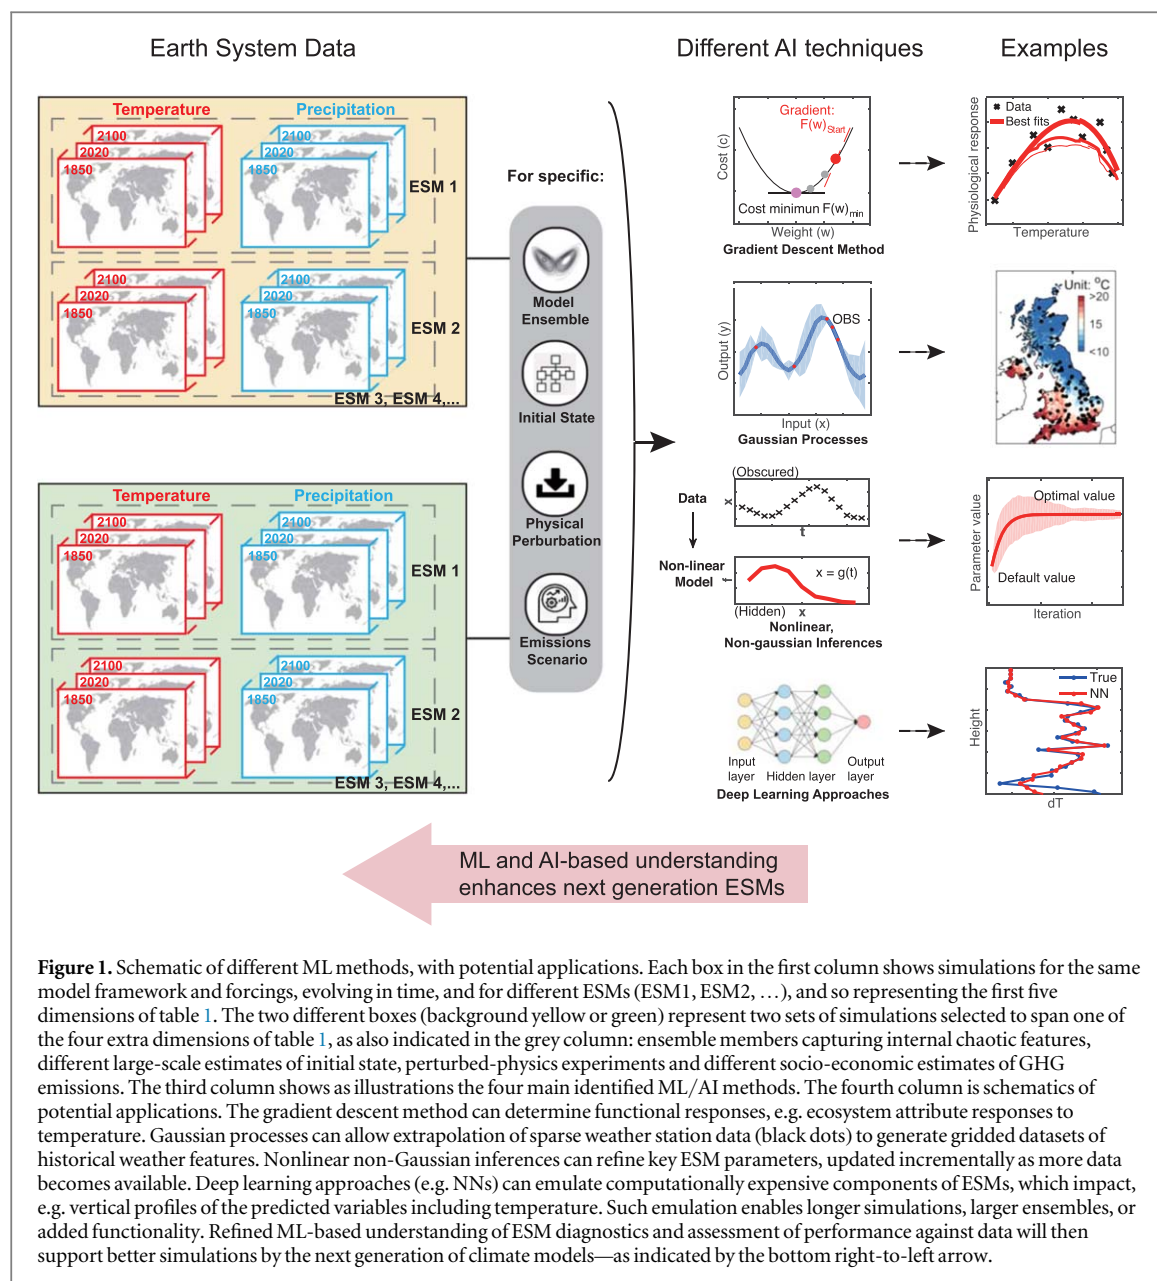 Earth System Data
Different AI techniques
Examples
Temperature
Precipitation
2100
2020
1850
2100
2020
1850
ESM 1
2100
2020
1850
2100
2020
1850
ESM 2
ESM 3, ESM 4,...
Temperature
Precipitation
2100
2020
1850
2100
2020
1850
ESM 1
2100
2020
1850
2100
2020
1850
ESM 2
ESM 3, ESM 4,...
For specific:
Model
Ensemble
Initial State
Physical
Perburbation
Emissions
Scenario
Cost (c)
Gradient:
F(w)Start
Cost minimun F(w)min
Weight (w)
Gradient Descent Method
Physiological response
Data
Best fits
Temperature
Output (y)
OBS
Input (x)
Gaussian Processes
Unit: °C
>20
15
<10
(Obscured)
Data
x
t
Non-linear
Model
f
x = g(t)
(Hidden)
x
Nonlinear,
Non-gaussian Inferences
Parameter value
Optimal value
Default value
Iteration
Input
layer
Hidden layer
Output
layer
Deep Learning Approaches
Height
True
NN
dT
ML and AI-based understanding
enhances next generation ESMs
Figure 1. Schematic of different ML methods, with potential applications. Each box in the first column shows simulations for the same
model framework and forcings, evolving in time, and for different ESMs (ESM1, ESM2, …), and so representing the first five
dimensions of table 1. The two different boxes (background yellow or green) represent two sets of simulations selected to span one of
the four extra dimensions of table 1, as also indicated in the grey column: ensemble members capturing internal chaotic features,
different large-scale estimates of initial state, perturbed-physics experiments and different socio-economic estimates of GHG
emissions. The third column shows as illustrations the four main identified ML/AI methods. The fourth column is schematics of
potential applications. The gradient descent method can determine functional responses, e.g. ecosystem attribute responses to
temperature. Gaussian processes can allow extrapolation of sparse weather station data (black dots) to generate gridded datasets of
historical weather features. Nonlinear non-Gaussian inferences can refine key ESM parameters, updated incrementally as more data
becomes available. Deep learning approaches (e.g. NNs) can emulate computationally expensive components of ESMs, which impact,
e.g. vertical profiles of the predicted variables including temperature. Such emulation enables longer simulations, larger ensembles, or
added functionality. Refined ML-based understanding of ESM diagnostics and assessment of performance against data will then
support better simulations by the next generation of climate models—as indicated by the bottom right-to-left arrow.